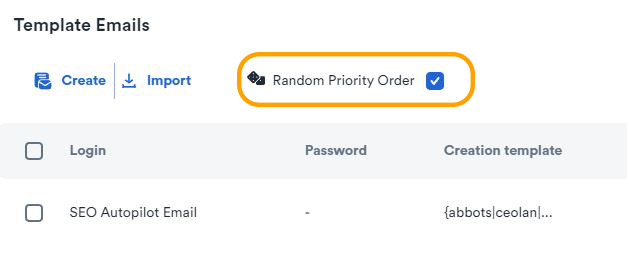 Template Emails
Create Import Random Priority Order
Login Password Creation template
SEO Autopilot Email - {abbots|ceolan|...